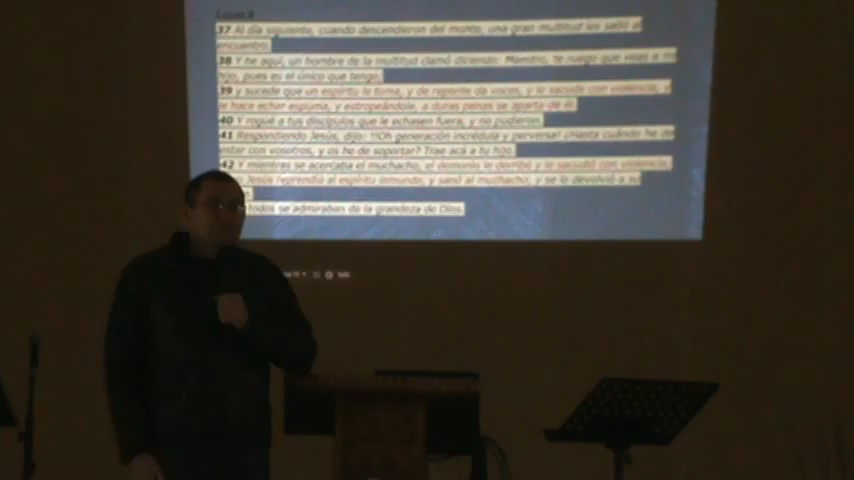 Lucas 9
37 Al día siguiente, cuando descendieron del monte, una gran multitud les salió al
encuentro.
38 Y he aquí, un hombre de la multitud clamó diciendo: Maestro, te ruego que veas a mi
hijo, pues es el único que tengo;
39 y sucede que un espíritu le toma, y de repente da voces, y le sacude con violencia, y
le hace echar espuma, y estropeándole, a duras penas se aparta de él.
40 Y rogué a tus discípulos que le echasen fuera, y no pudieron.
41 Respondiendo Jesús, dijo: ¡Oh generación incrédula y perversa! ¿Hasta cuándo he de
estar con vosotros, y os he de soportar? Trae acá a tu hijo.
42 Y mientras se acercaba el muchacho, el demonio le derribó y le sacudió con violencia;
Jesús reprendió al espíritu inmundo, y sanó al muchacho, y se lo devolvió a su
todos se admiraban de la grandeza de Dios.